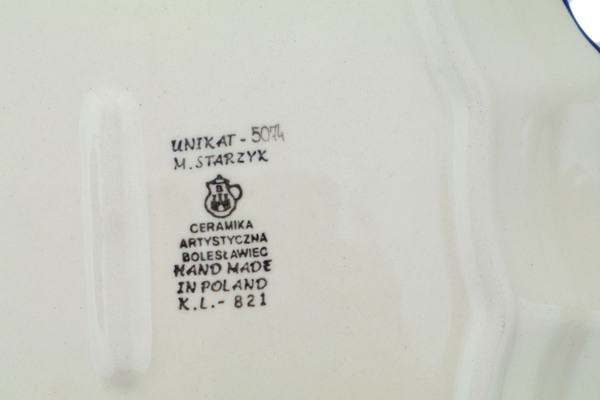 UNIKAT - 5074
M. STARZYK
B
CERAMIKA
ARTYSTYCZNA
BOLESŁAWIEC
HAND MADE
IN POLAND
K.L.- 821